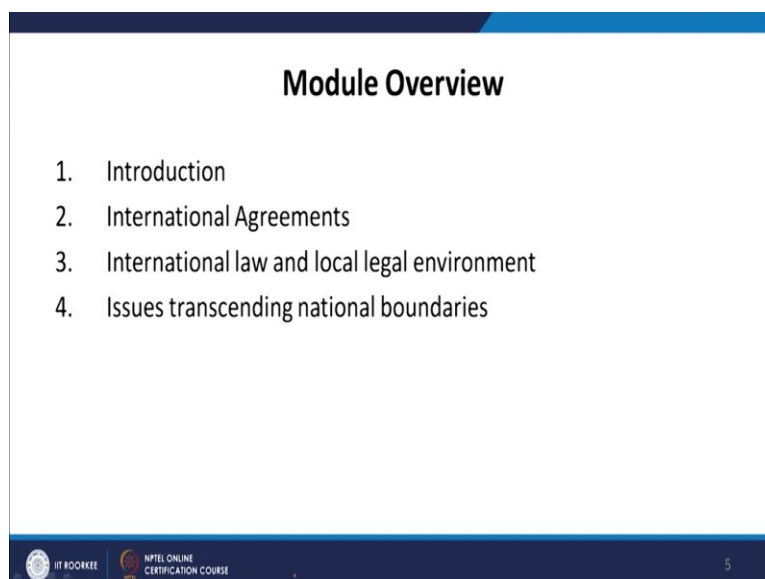 Module Overview
1. Introduction
2. International Agreements
3. International law and local legal environment
4. Issues transcending national boundaries
IIT ROORKEE
NPTEL ONLINE
CERTIFICATION COURSE
5